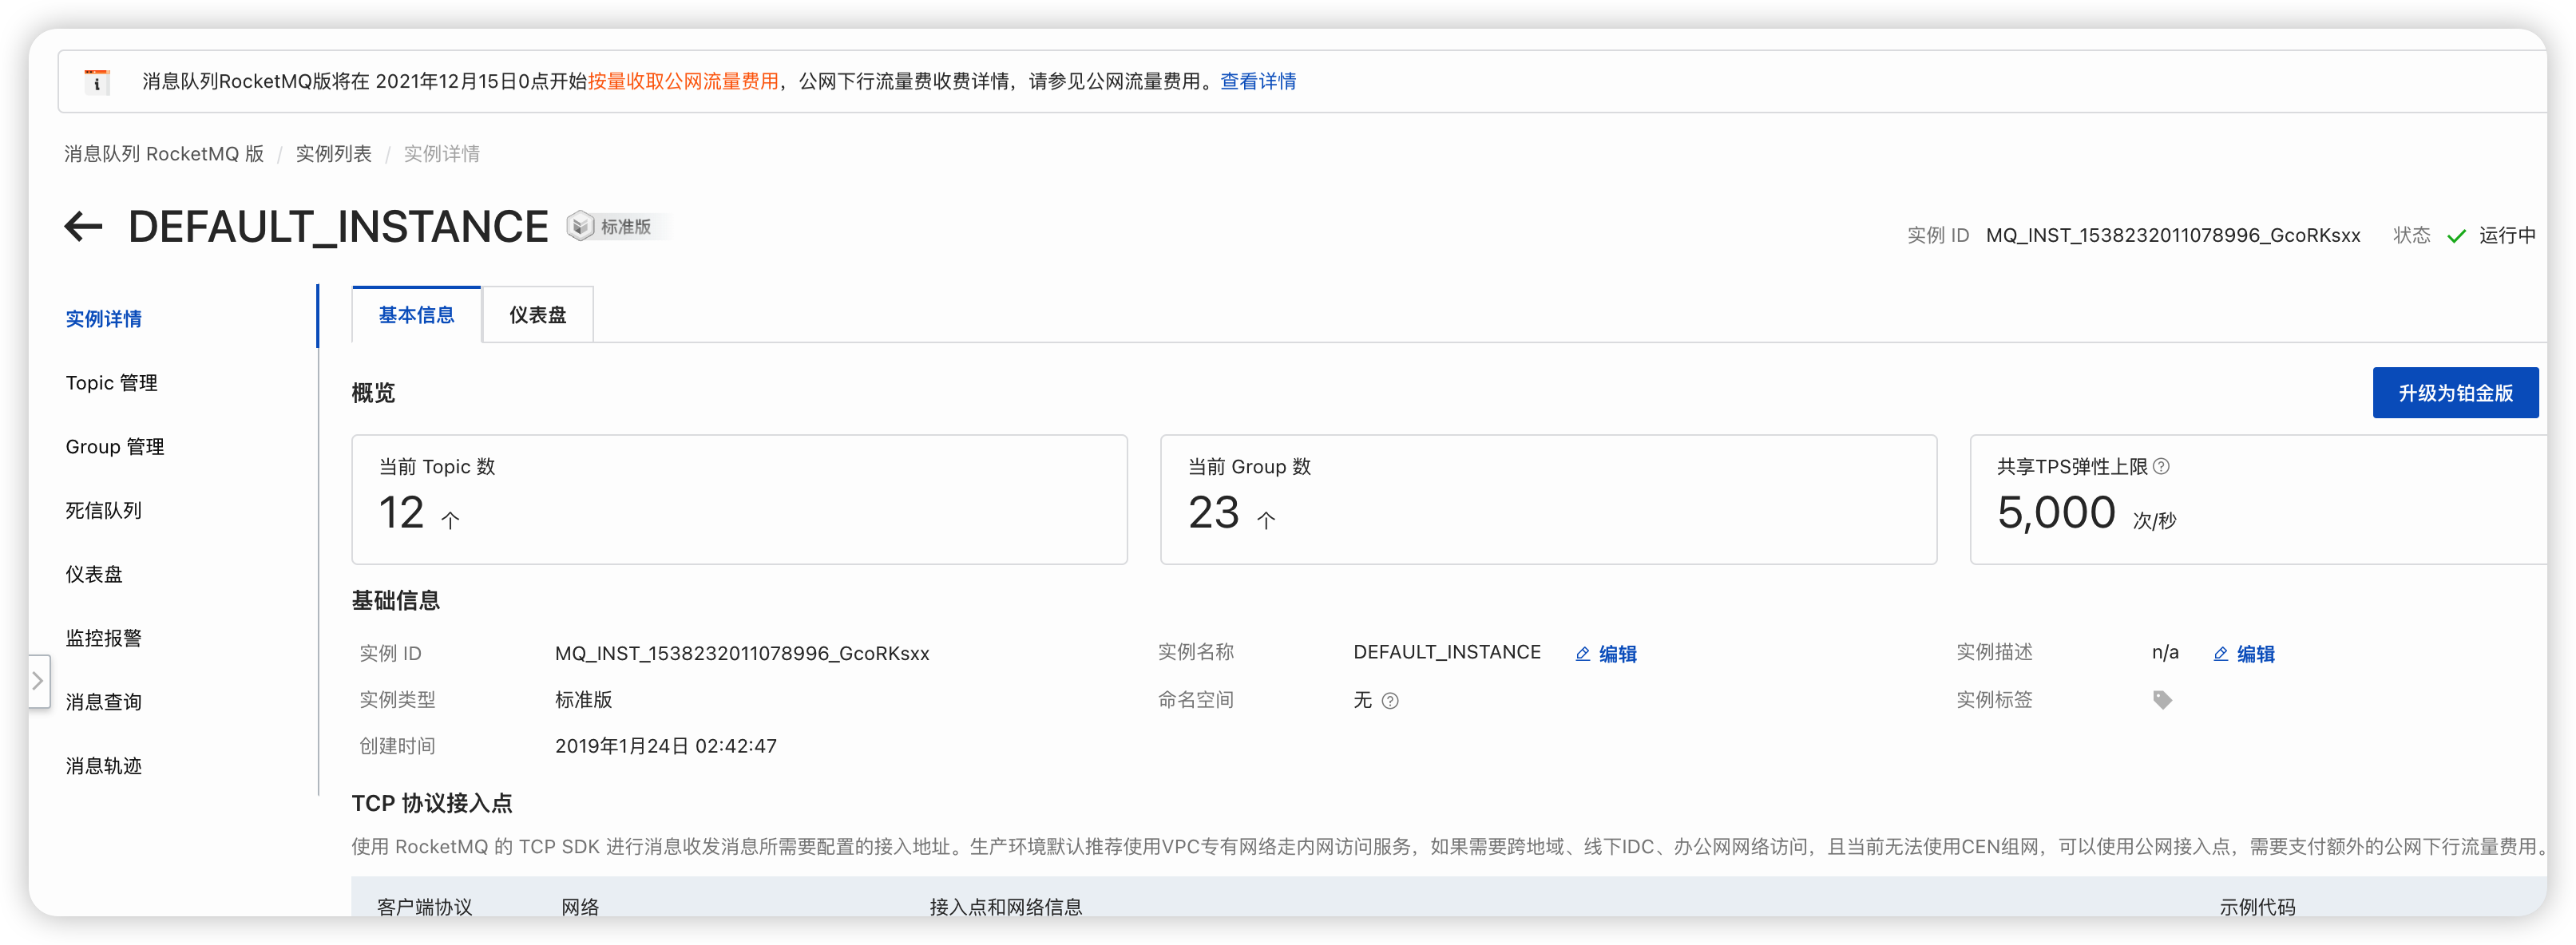 消息队列RocketMQ版将在 2021年12月15日0点开始按量收取公网流量费用，公网下行流量费收费详情，请参见公网流量费用。查看详情
消息队列 RocketMQ 版 / 实例列表 / 实例详情
DEFAULT_INSTANCE 标准版
实例 ID MQ_INST_1538232011078996_GcoRKsxx 状态 运行中
实例详情
Topic 管理
Group 管理
死信队列
仪表盘
监控报警
消息查询
消息轨迹
基本信息 仪表盘
概览
升级为铂金版
当前 Topic 数
12 个
当前 Group 数
23 个
共享TPS弹性上限
5,000 次/秒
基础信息
实例 ID MQ_INST_1538232011078996_GcoRKsxx
实例名称 DEFAULT_INSTANCE 编辑
实例描述 n/a 编辑
实例类型 标准版
命名空间 无
实例标签
创建时间 2019年1月24日 02:42:47
TCP 协议接入点
使用 RocketMQ 的 TCP SDK 进行消息收发消息所需要配置的接入地址。生产环境默认推荐使用VPC专有网络走内网访问服务，如果需要跨地域、线下IDC、办公网网络访问，且当前无法使用CEN组网，可以使用公网接入点，需要支付额外的公网下行流量费用。
客户端协议 网络 接入点和网络信息 示例代码